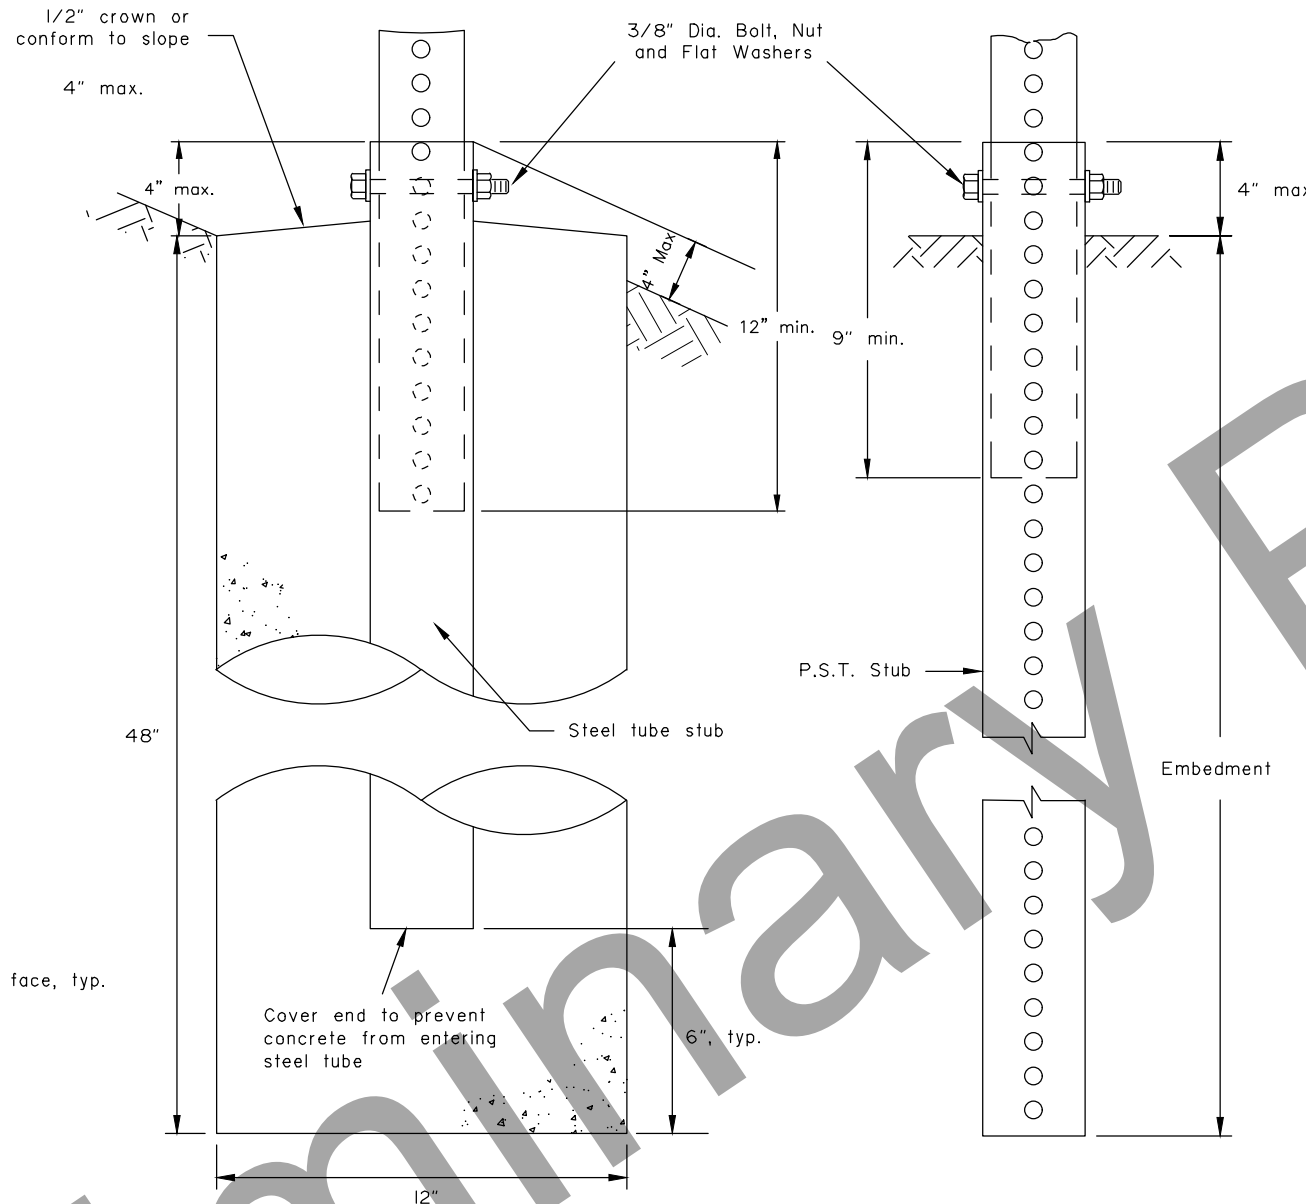 1/2" crown or
conform to slope
4" max.
3/8" Dia. Bolt, Nut
and Flat Washers
4" max.
4" Max
12" min.
9" min.
4" max
48"
Steel tube stub
P.S.T. Stub
Embedment
face, typ.
Cover end to prevent
concrete from entering
steel tube
6", typ.
12"
minary P